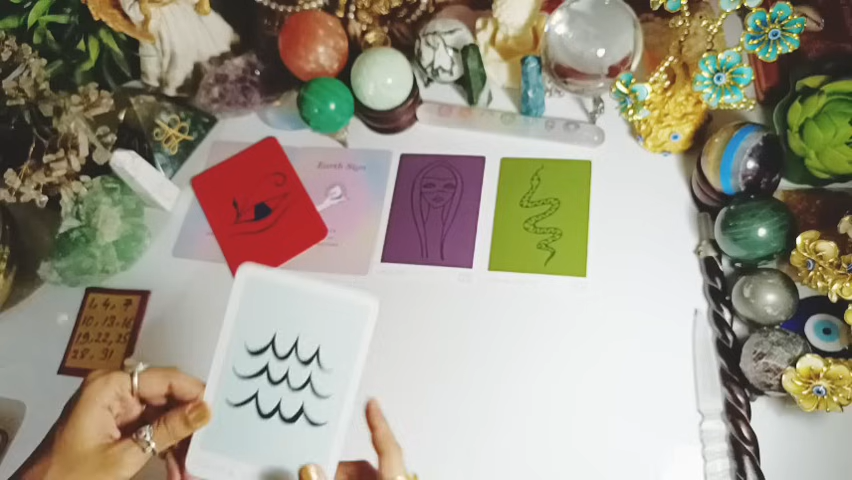 Earth Sign
1, 4, 7
10, 13, 16
19, 22, 25
28, 31